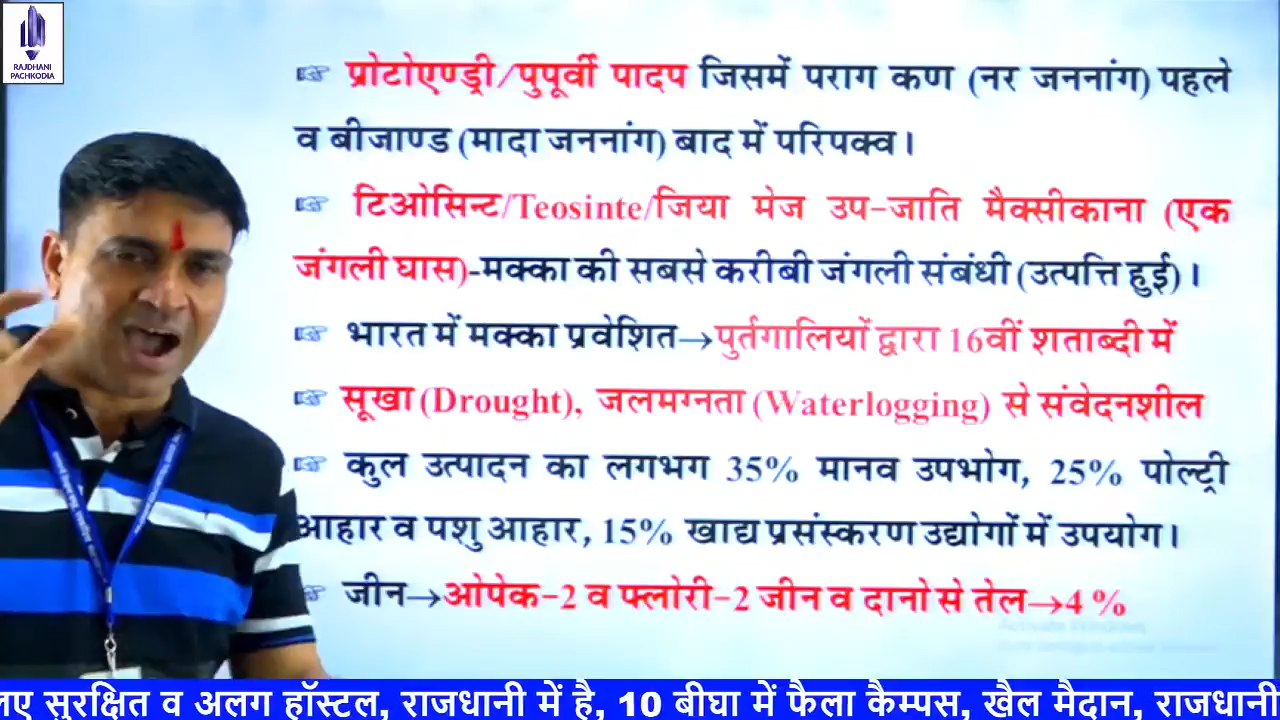 RAJDHANI
PACHKODIA
☞ प्रोटोएण्ड्री/पुपूर्वी पादप जिसमें पराग कण (नर जननांग) पहले
व बीजाण्ड (मादा जननांग) बाद में परिपक्व।
☞ टिओसिन्ट/Teosinte/जिया मेज उप-जाति मैक्सीकाना (एक
जंगली घास)-मक्का की सबसे करीबी जंगली संबंधी (उत्पत्ति हुई)।
☞ भारत में मक्का प्रवेशित→पुर्तगालियों द्वारा 16वीं शताब्दी में
☞ सूखा (Drought), जलमग्नता (Waterlogging) से संवेदनशील
☞ कुल उत्पादन का लगभग 35% मानव उपभोग, 25% पोल्ट्री
आहार व पशु आहार, 15% खाद्य प्रसंस्करण उद्योगों में उपयोग।
☞ जीन→ओपेक-2 व फ्लोरी-2 जीन व दानो से तेल→4 %
Activate Windows
लिए सुरक्षित व अलग हॉस्टल, राजधानी में है, 10 बीघा में फैला कैम्पस, खैल मैदान, राजधानी